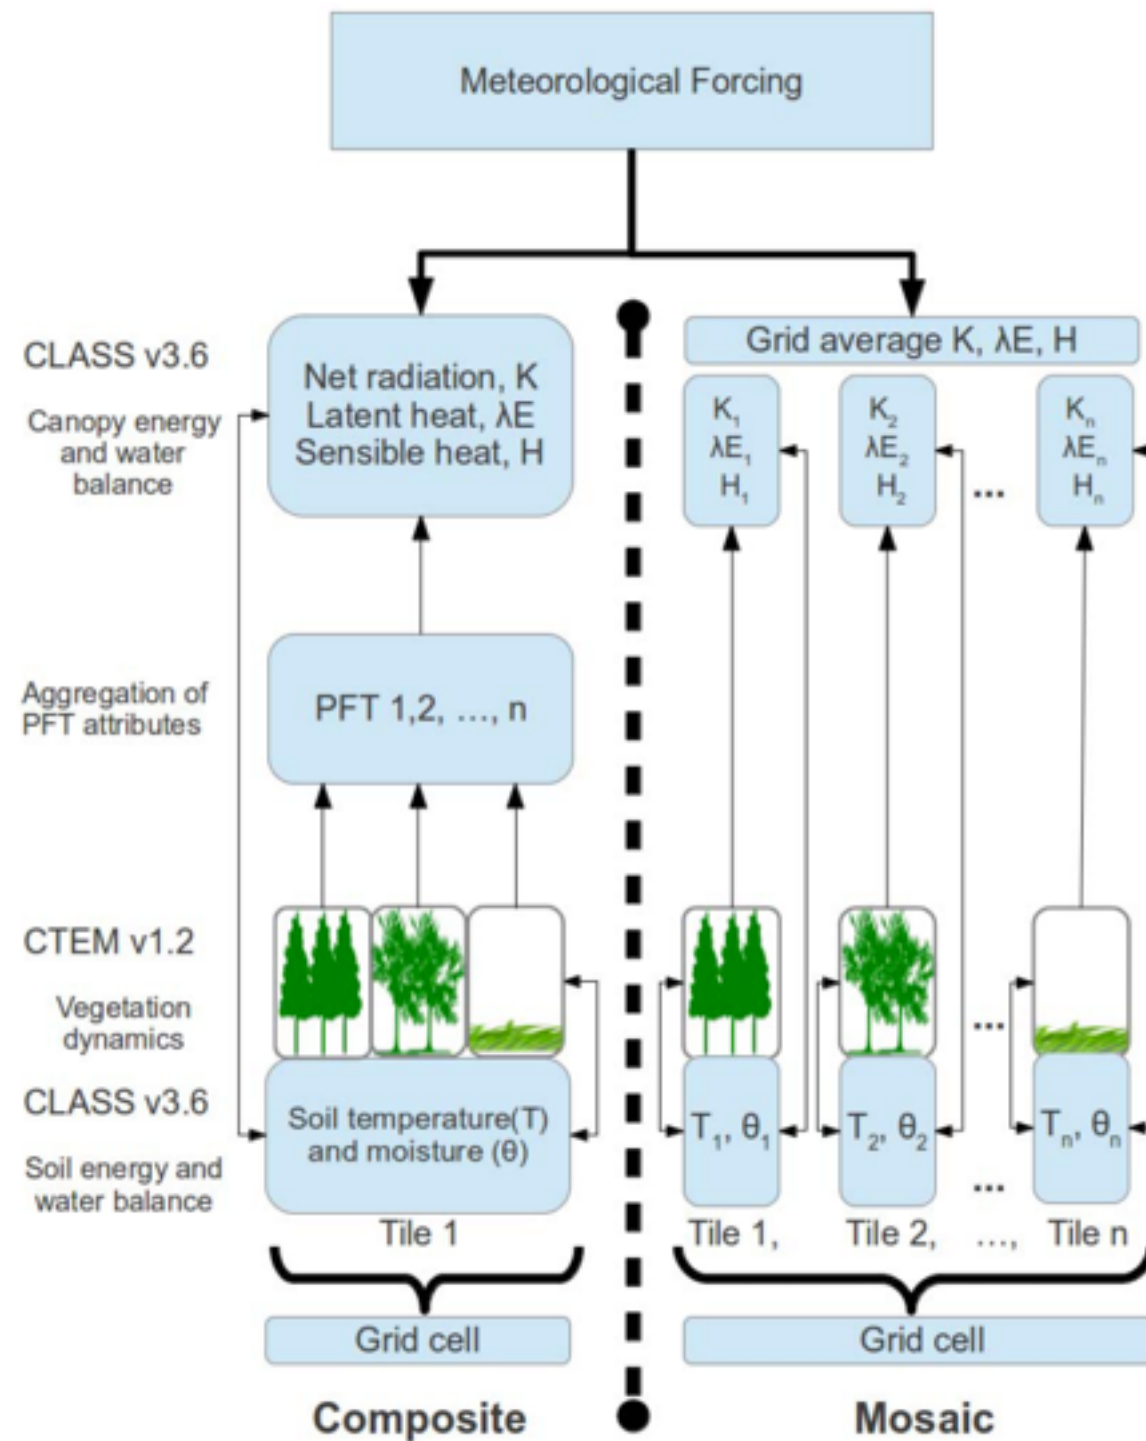 Meteorological Forcing
CLASS v3.6
Canopy energy
and water
balance
Net radiation, K
Latent heat, λE
Sensible heat, H
Grid average K, λE, H
K₁
λE₁
H₁
K₂
λE₂
H₂
...
Kₙ
λEₙ
Hₙ
Aggregation of
PFT attributes
PFT 1,2, ..., n
CTEM v1.2
Vegetation
dynamics
...
CLASS v3.6
Soil energy and
water balance
Soil temperature(T)
and moisture (θ)
T₁, θ₁
T₂, θ₂
...
Tₙ, θₙ
Tile 1
Tile 1,
Tile 2,
...,
Tile n
Grid cell
Grid cell
Composite
Mosaic